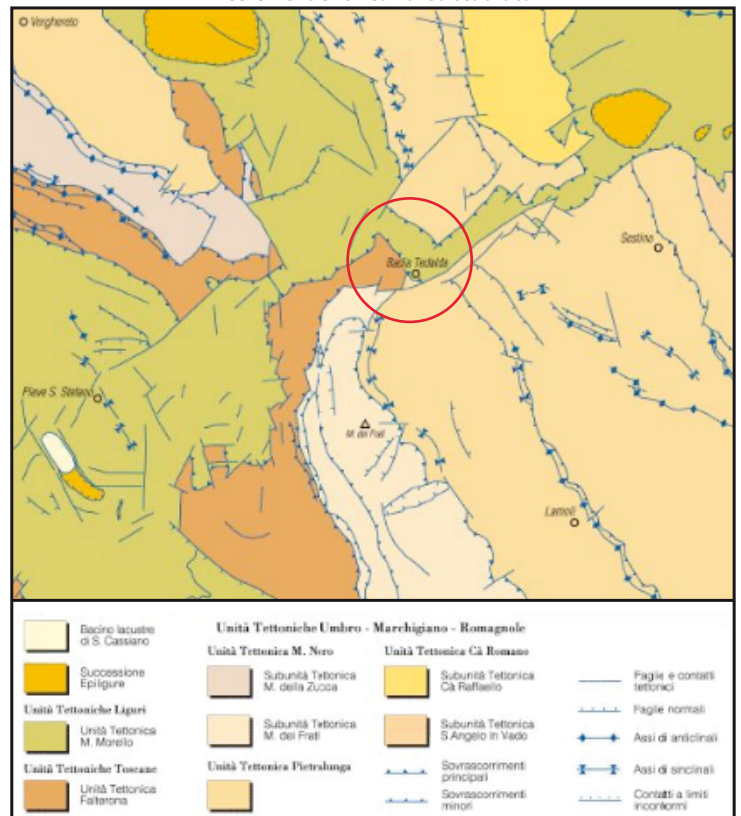 Verghereto
Badia Tedalda
Sestino
Pieve S. Stefano
M. dei Frati
Lamoli
Bacino lacustre
di S. Cassiano
Successione
Epiligure
Unità Tettoniche Liguri
Unità Tettonica
M. Morello
Unità Tettoniche Toscane
Unità Tettonica
Falterona
Unità Tettoniche Umbro - Marchigiano - Romagnole
Unità Tettonica M. Nero
Subunità Tettonica
M. della Zucca
Subunità Tettonica
M. dei Frati
Unità Tettonica Pietralunga
Unità Tettonica Cà Romano
Subunità Tettonica
Cà Raffaello
Subunità Tettonica
S.Angelo in Vado
Sovrascorrimenti
principali
Sovrascorrimenti
minori
Faglie e contatti
tettonici
Faglie normali
Assi di anticlinali
Assi di sinclinali
Contatti a limiti
inconformi